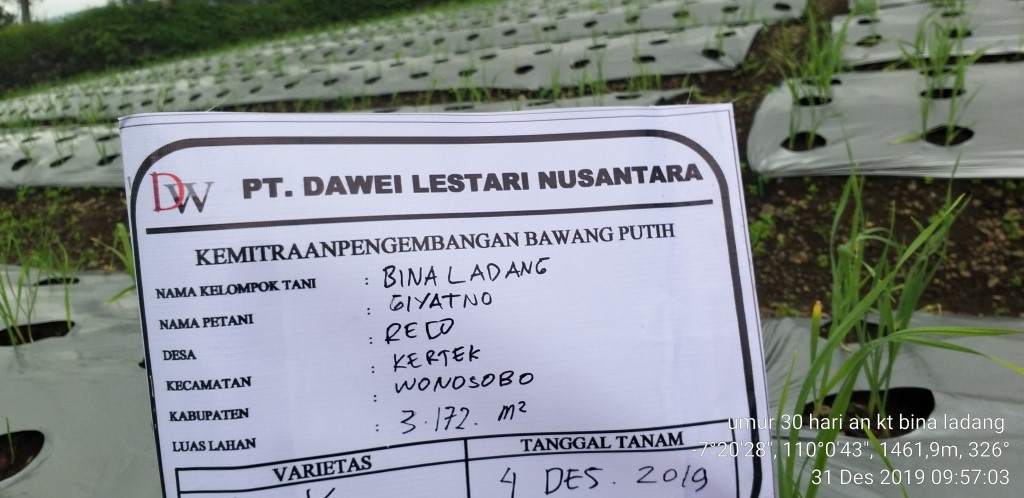 DW PT. DAWEI LESTARI NUSANTARA
KEMITRAANPENGEMBANGAN BAWANG PUTIH
NAMA KELOMPOK TANI : BINA LADANG
NAMA PETANI : GIYATNO
DESA : RECO
KECAMATAN : KERTEK
KABUPATEN : WONOSOBO
LUAS LAHAN : 3.172. m²
VARIETAS TANGGAL TANAM
4 DES. 2019
umur 30 hari an kt bina ladang
-7°20'28", 110°0'43", 1461,9m, 326°
31 Des 2019 09:57:03